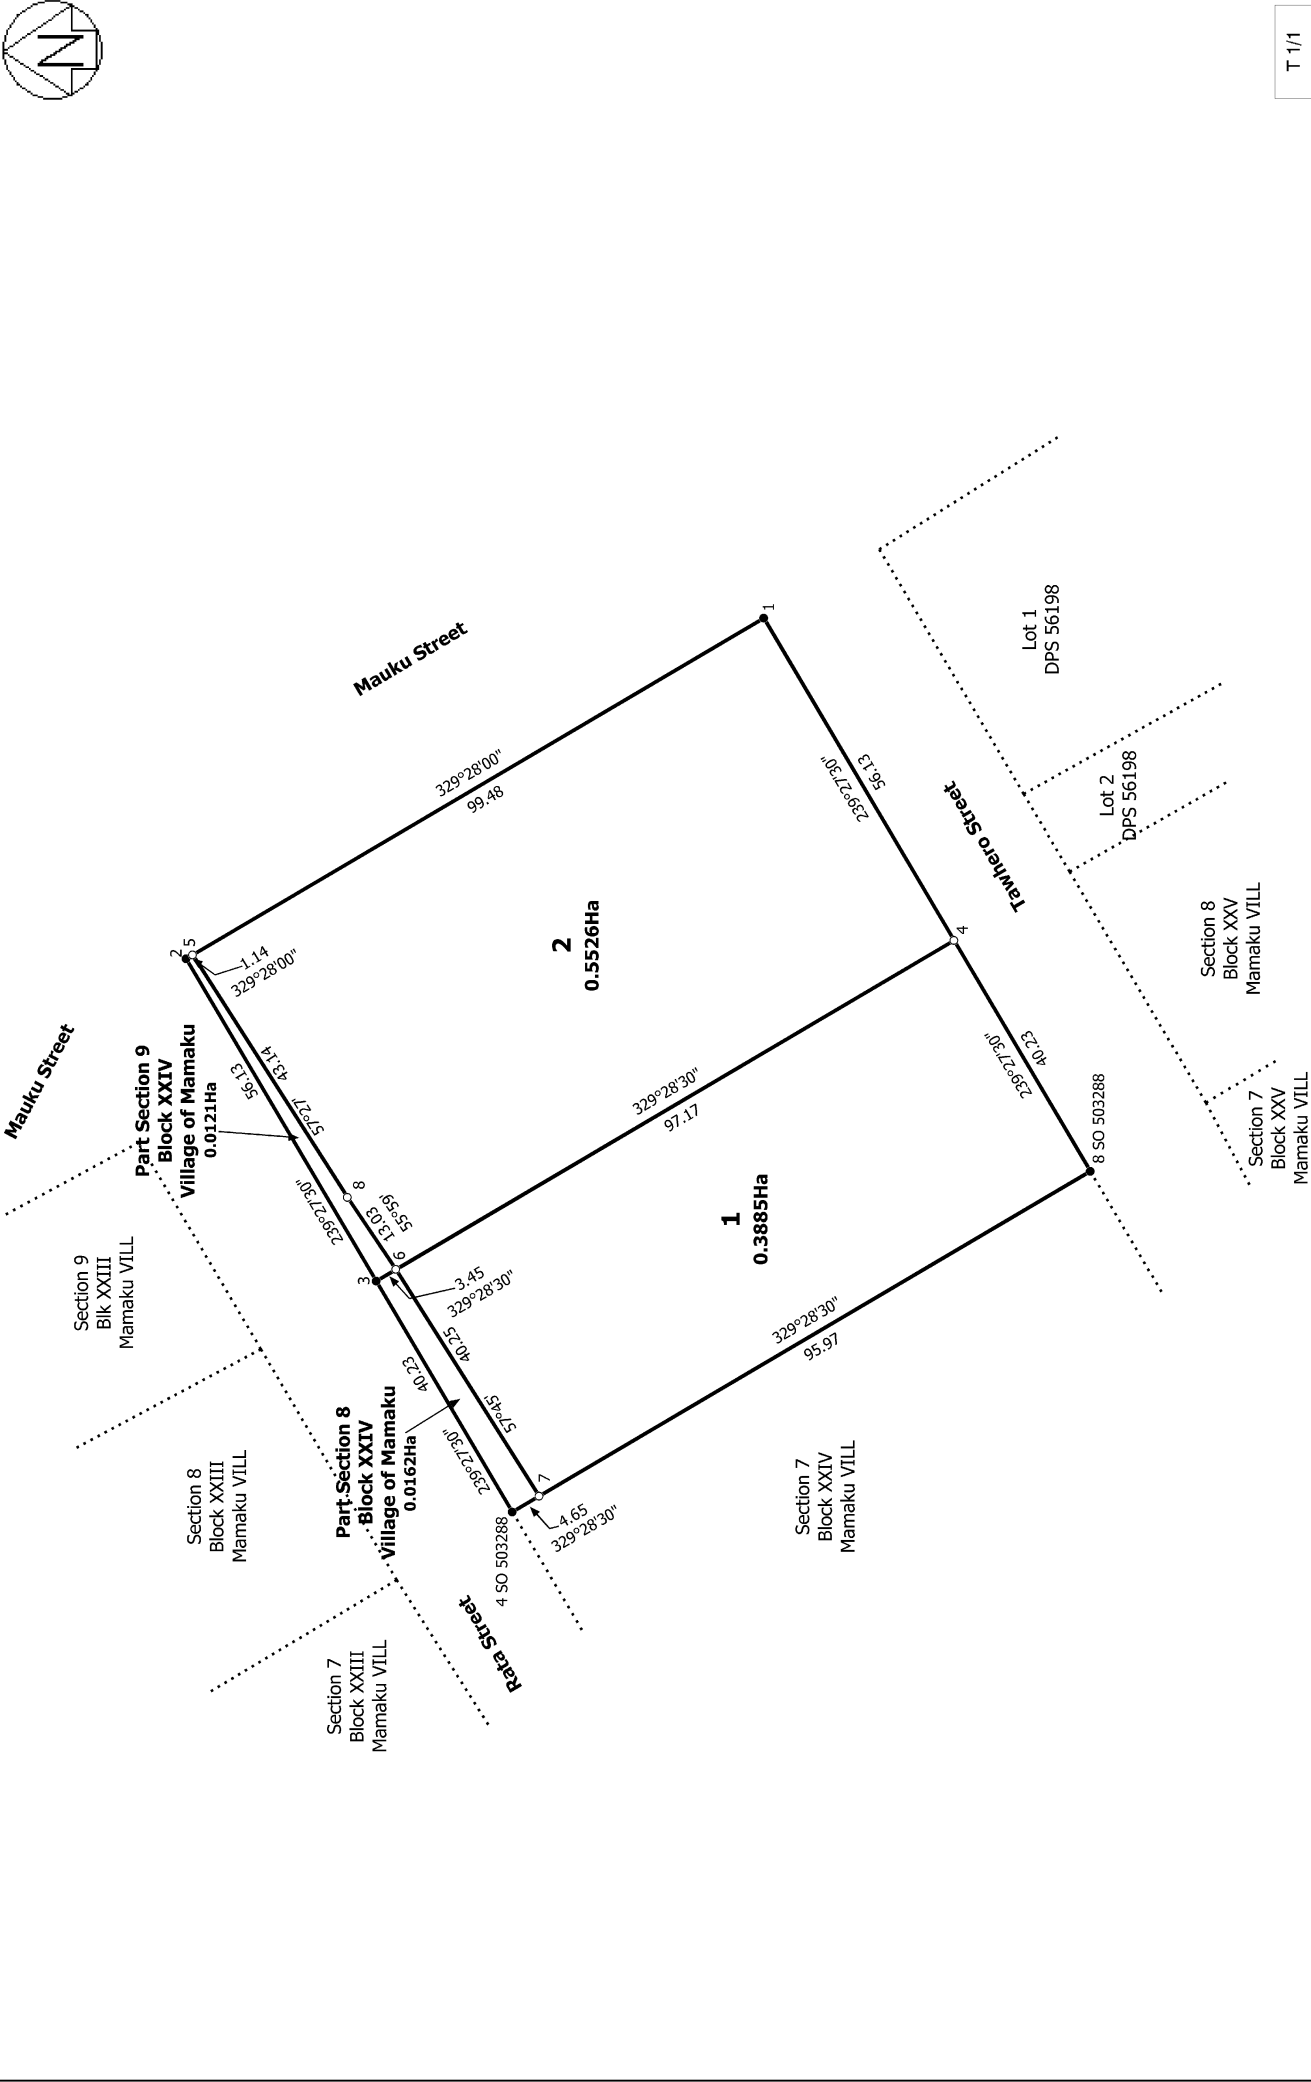 N
T 1/1
Mauku Street
Section 9
Blk XXIII
Mamaku VILL
Part Section 9
Block XXIV
Village of Mamaku
0.0121Ha
2
5
1.14
329°28'00"
56.13
239°27'30"
43.14
57°27'
8
13.03
55°59'
6
3
3.45
329°28'30"
Mauku Street
329°28'00"
99.48
1
2
0.5526Ha
239°27'30"
56.13
4
Tawhero Street
Lot 1
DPS 56198
Lot 2
DPS 56198
Section 8
Block XXV
Mamaku VILL
Section 7
Block XXV
Mamaku VILL
329°28'30"
97.17
239°27'30"
40.23
8 SO 503288
1
0.3885Ha
329°28'30"
95.97
40.25
57°45'
40.23
239°27'30"
Part Section 8
Block XXIV
Village of Mamaku
0.0162Ha
7
4.65
329°28'30"
4 SO 503288
Section 8
Block XXIII
Mamaku VILL
Section 7
Block XXIII
Mamaku VILL
Rata Street
Section 7
Block XXIV
Mamaku VILL